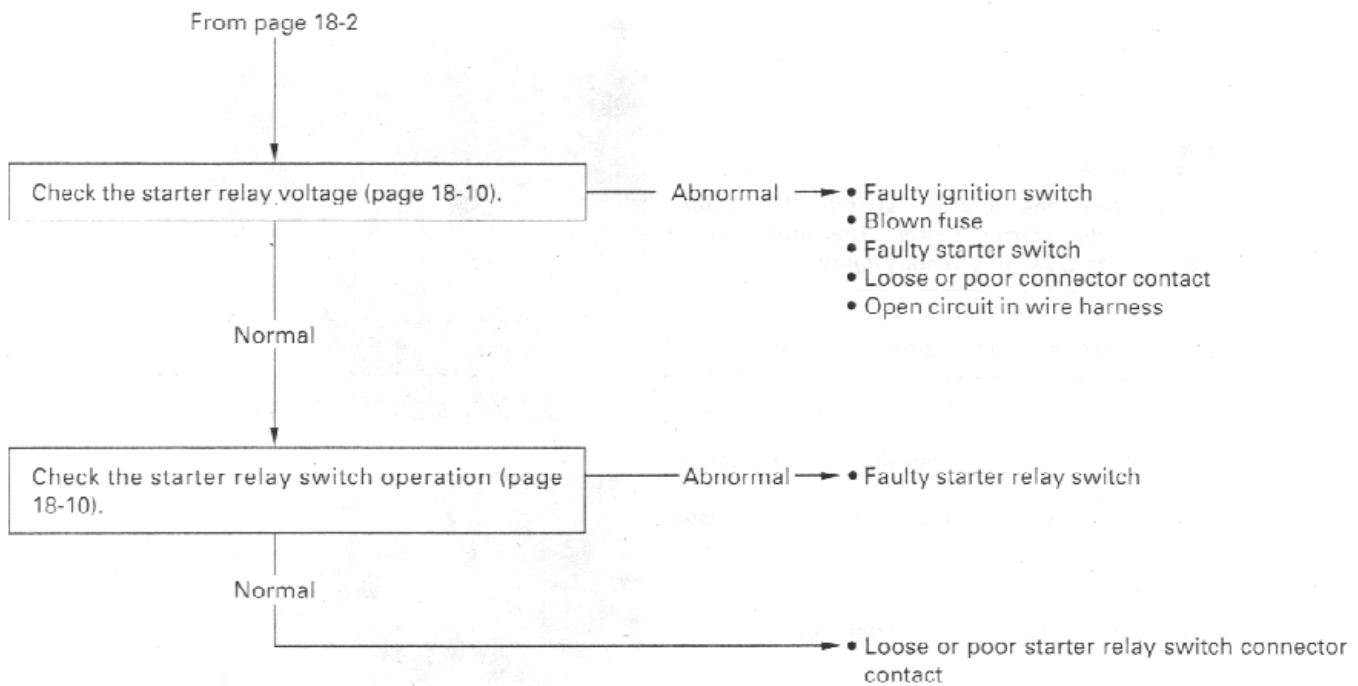 From page 18-2
Check the starter relay voltage (page 18-10).
Abnormal
• Faulty ignition switch
• Blown fuse
• Faulty starter switch
• Loose or poor connector contact
• Open circuit in wire harness
Normal
Check the starter relay switch operation (page
18-10).
Abnormal
• Faulty starter relay switch
Normal
• Loose or poor starter relay switch connector
contact